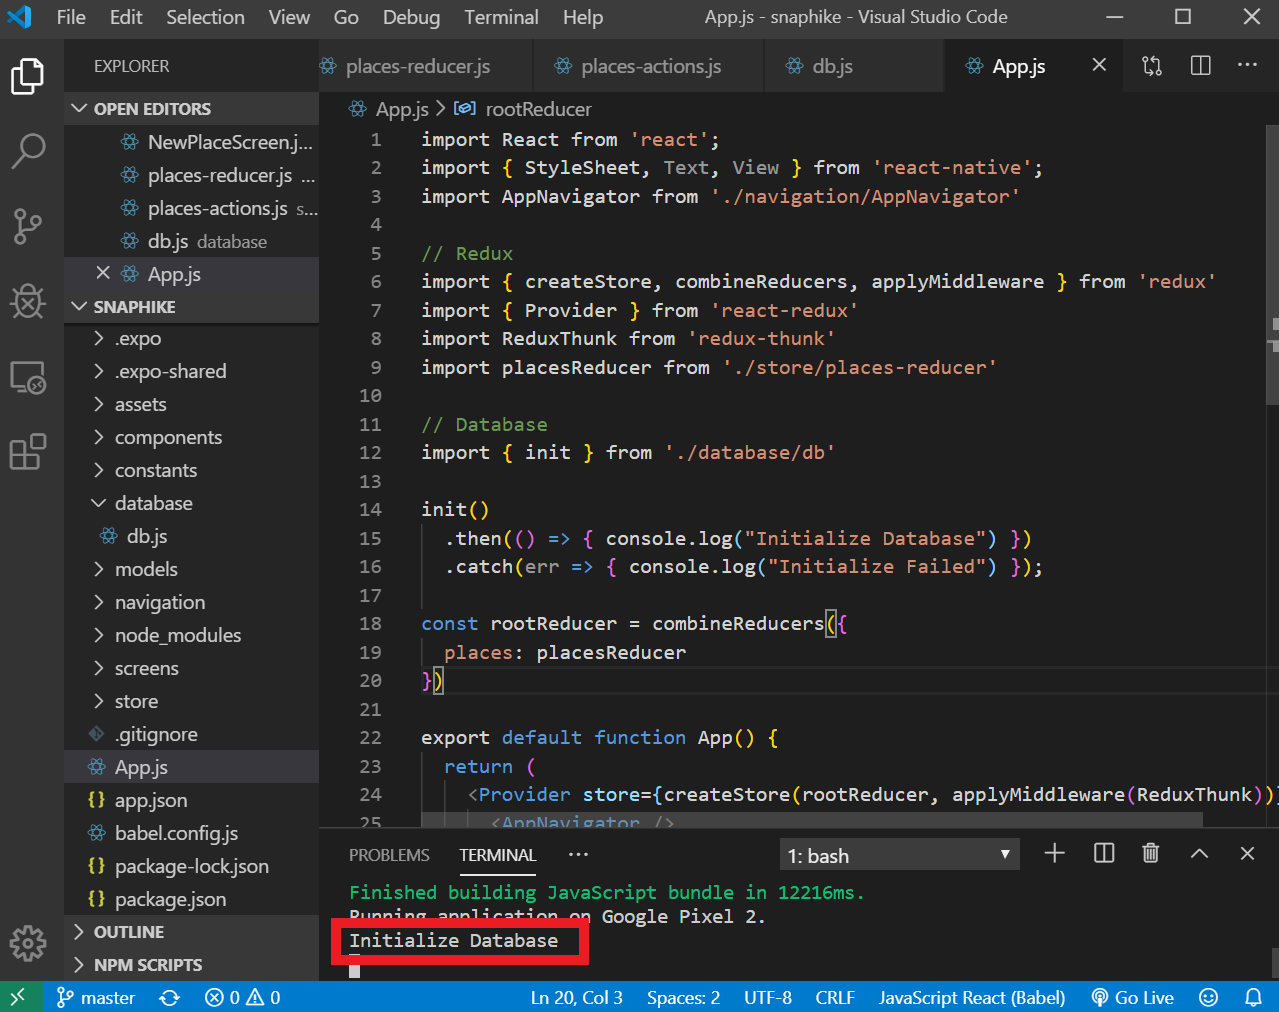 File Edit Selection View Go Debug Terminal Help App.js - snaphike - Visual Studio Code
EXPLORER
OPEN EDITORS
NewPlaceScreen.j...
places-reducer.js ...
places-actions.js s...
db.js database
App.js
SNAPHIKE
.expo
.expo-shared
assets
components
constants
database
db.js
models
navigation
node_modules
screens
store
.gitignore
App.js
{} app.json
babel.config.js
{} package-lock.json
{} package.json
OUTLINE
NPM SCRIPTS
places-reducer.js places-actions.js db.js App.js
App.js > rootReducer
1 import React from 'react';
2 import { StyleSheet, Text, View } from 'react-native';
3 import AppNavigator from './navigation/AppNavigator'
4
5 // Redux
6 import { createStore, combineReducers, applyMiddleware } from 'redux'
7 import { Provider } from 'react-redux'
8 import ReduxThunk from 'redux-thunk'
9 import placesReducer from './store/places-reducer'
10
11 // Database
12 import { init } from './database/db'
13
14 init()
15 .then(() => { console.log("Initialize Database") })
16 .catch(err => { console.log("Initialize Failed") });
17
18 const rootReducer = combineReducers({
19 places: placesReducer
20 })
21
22 export default function App() {
23 return (
24 <Provider store={createStore(rootReducer, applyMiddleware(ReduxThunk))}
25 <AppNavigator />
PROBLEMS TERMINAL ... 1: bash
Finished building JavaScript bundle in 12216ms.
Running application on Google Pixel 2.
Initialize Database
master 0 0 Ln 20, Col 3 Spaces: 2 UTF-8 CRLF JavaScript React (Babel) Go Live